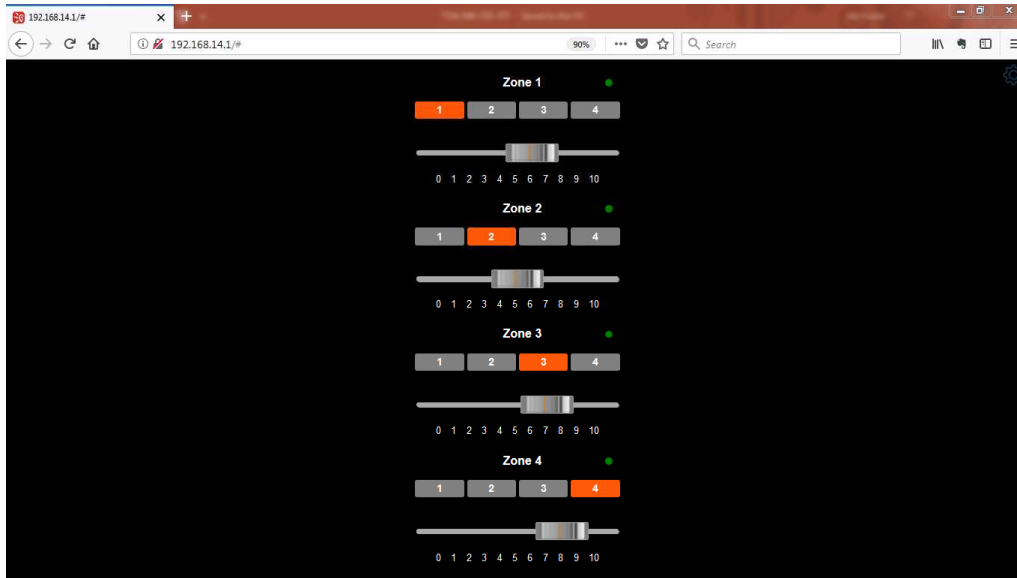 192.168.14.1/#
192.168.14.1/# 90% Search
Zone 1
1 2 3 4
0 1 2 3 4 5 6 7 8 9 10
Zone 2
1 2 3 4
0 1 2 3 4 5 6 7 8 9 10
Zone 3
1 2 3 4
0 1 2 3 4 5 6 7 8 9 10
Zone 4
1 2 3 4
0 1 2 3 4 5 6 7 8 9 10